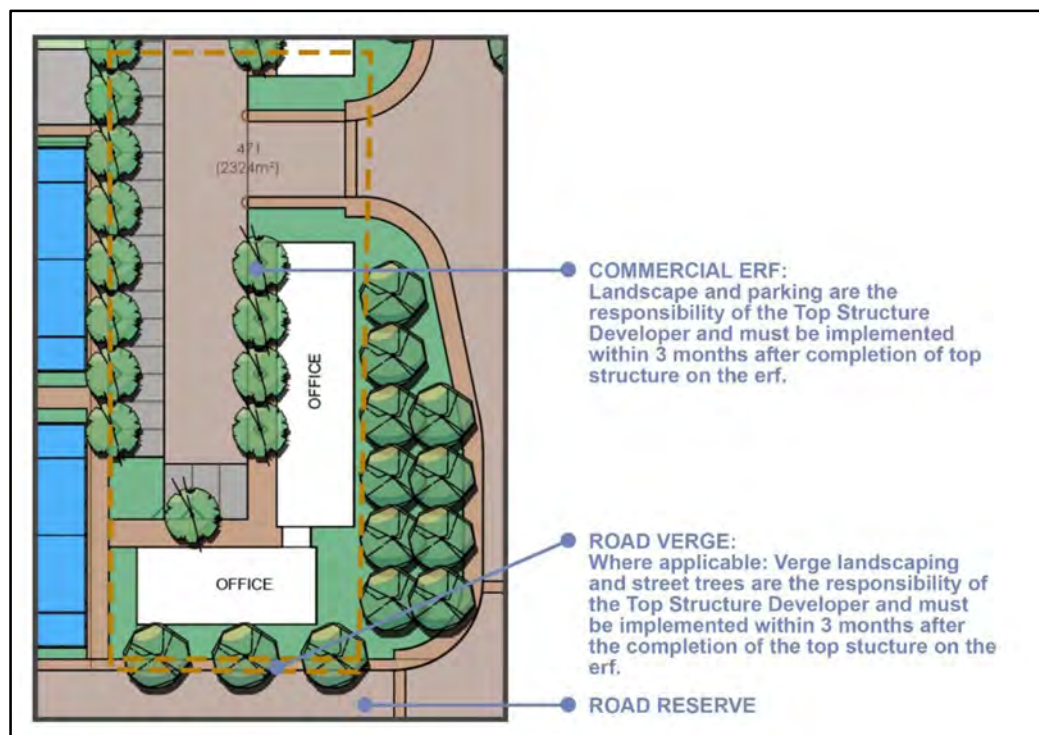 471
(2324m²)
OFFICE
OFFICE
COMMERCIAL ERF:
Landscape and parking are the
responsibility of the Top Structure
Developer and must be implemented
within 3 months after completion of top
structure on the erf.
ROAD VERGE:
Where applicable: Verge landscaping
and street trees are the responsibility of
the Top Structure Developer and must
be implemented within 3 months after
the completion of the top stucture on the
erf.
ROAD RESERVE